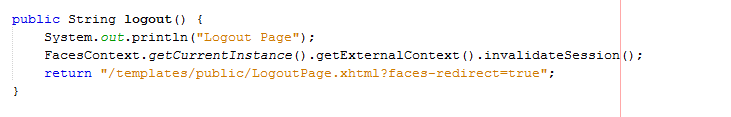 public String logout() {
    System.out.println("Logout Page");
    FacesContext.getCurrentInstance().getExternalContext().invalidateSession();
    return "/templates/public/LogoutPage.xhtml?faces-redirect=true";
}